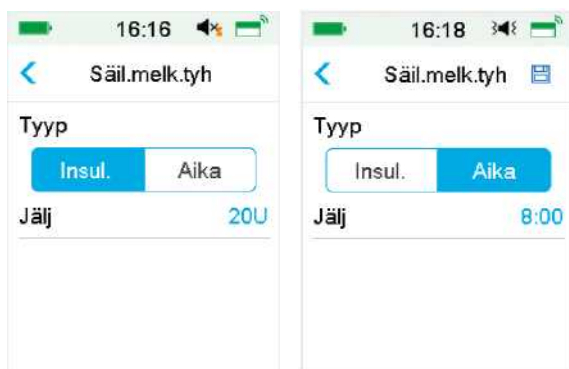 16:16
Säil.melk.tyh
Tyyp
Insul. Aika
Jälj 20U
16:18
Säil.melk.tyh
Tyyp
Insul. Aika
Jälj 8:00